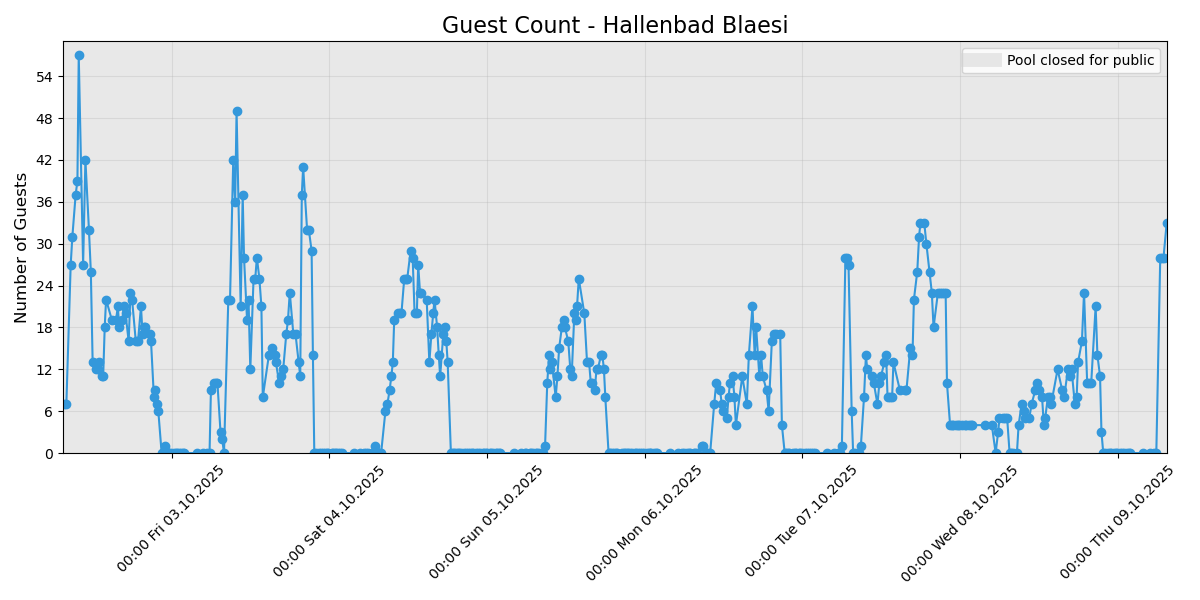 Guest Count - Hallenbad Blaesi
Pool closed for public
Number of Guests
54
48
42
36
30
24
18
12
6
0
00:00 Fri 03.10.2025
00:00 Sat 04.10.2025
00:00 Sun 05.10.2025
00:00 Mon 06.10.2025
00:00 Tue 07.10.2025
00:00 Wed 08.10.2025
00:00 Thu 09.10.2025